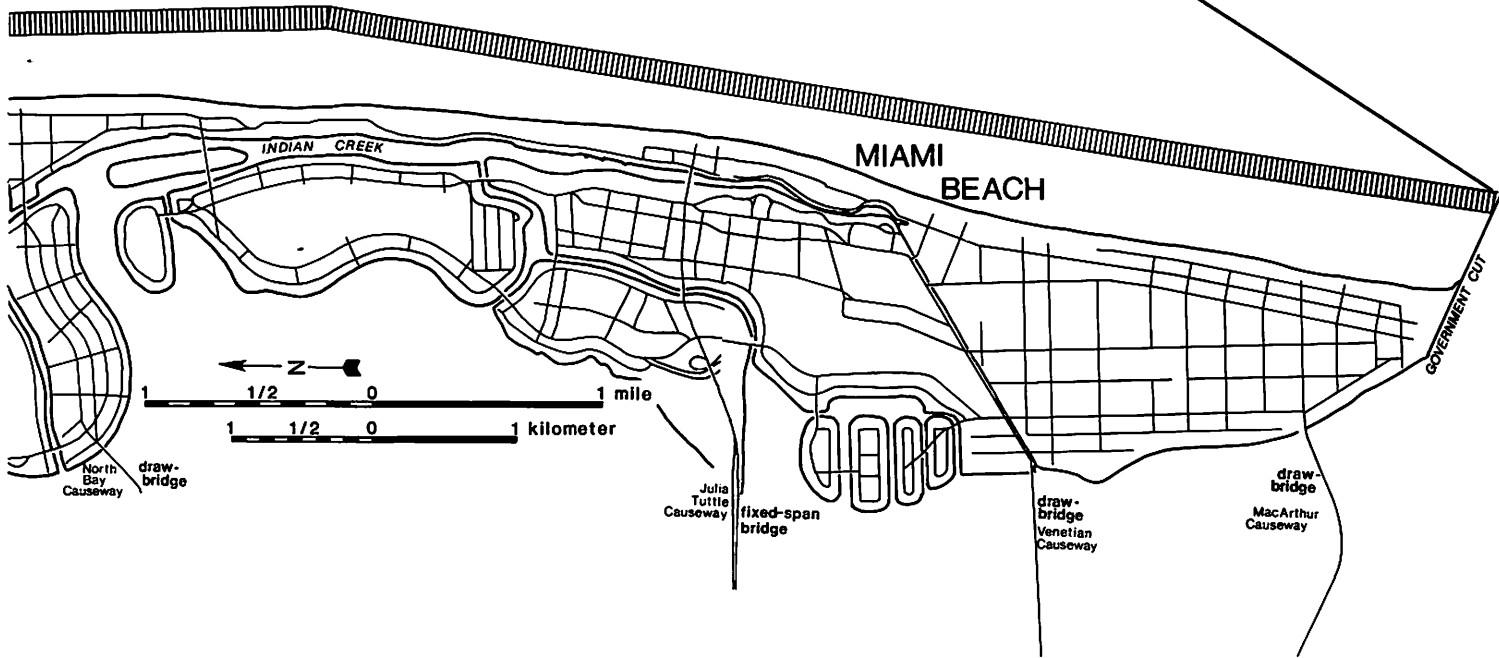 MIAMI
BEACH
INDIAN CREEK
GOVERNMENT CUT
N
1 1/2 0 1 mile
1 1/2 0 1 kilometer
North
Bay
Causeway
draw-
bridge
Julia
Tuttle
Causeway
fixed-span
bridge
draw-
bridge
Venetian
Causeway
draw-
bridge
MacArthur
Causeway